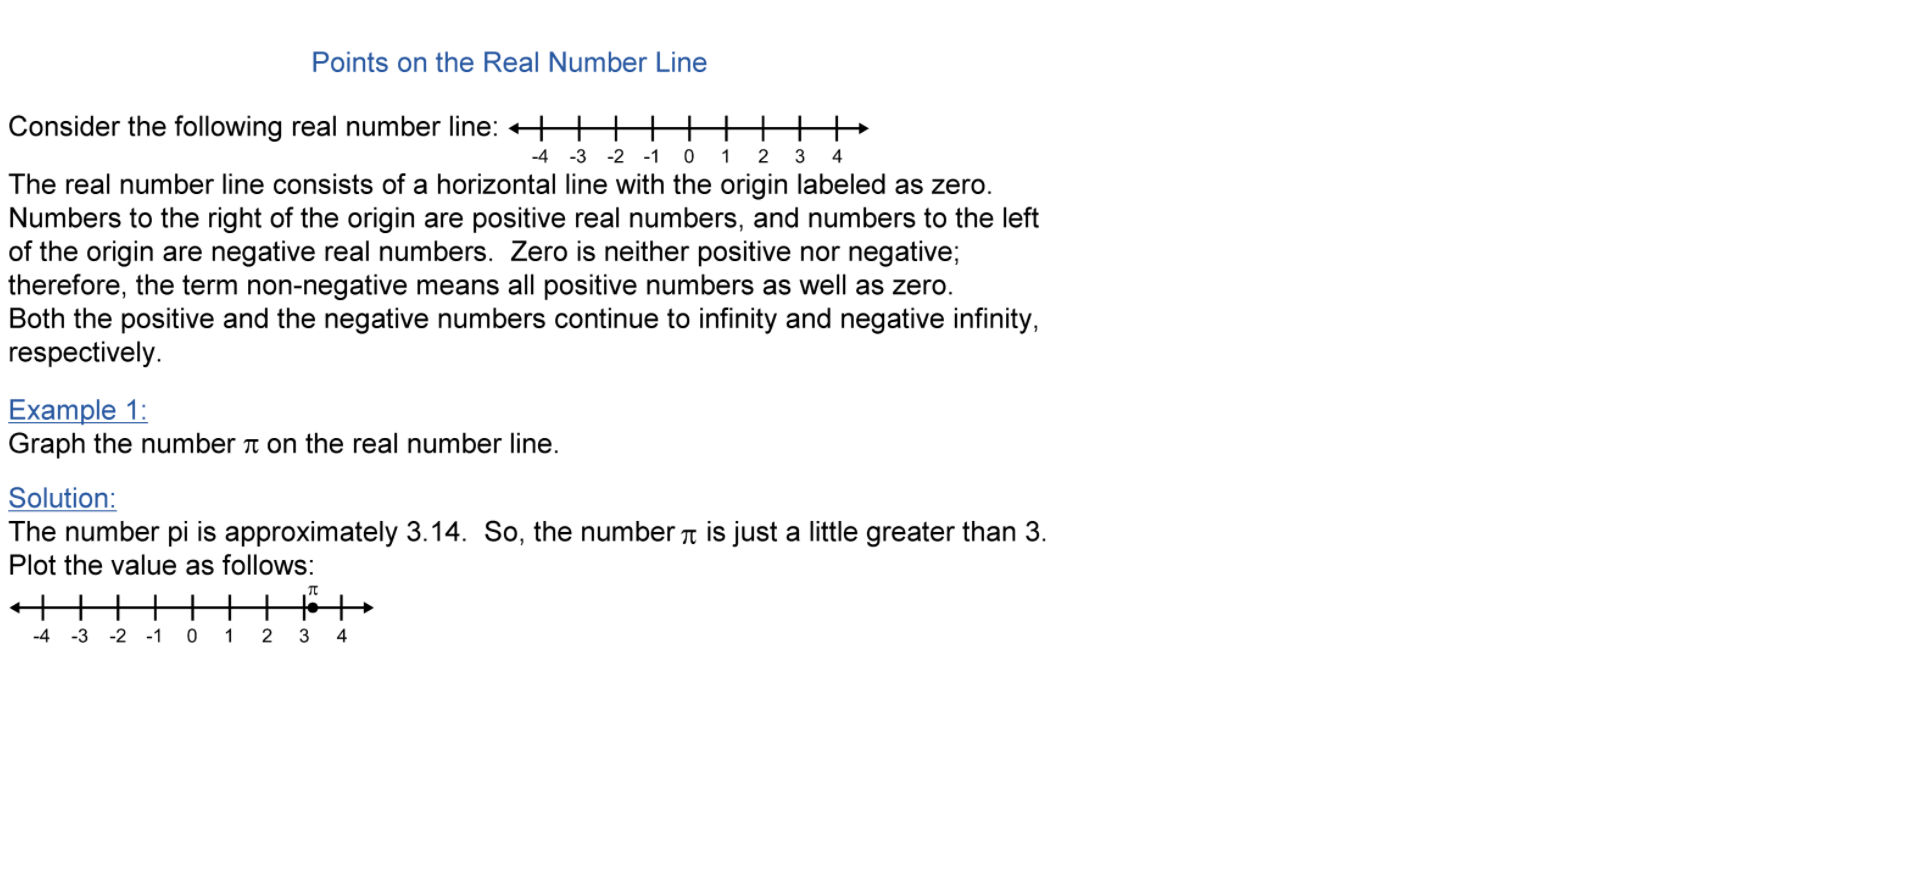 Points on the Real Number Line
Consider the following real number line:
-4 -3 -2 -1 0 1 2 3 4
The real number line consists of a horizontal line with the origin labeled as zero.
Numbers to the right of the origin are positive real numbers, and numbers to the left
of the origin are negative real numbers.  Zero is neither positive nor negative;
therefore, the term non-negative means all positive numbers as well as zero.
Both the positive and the negative numbers continue to infinity and negative infinity,
respectively.
Example 1:
Graph the number π on the real number line.
Solution:
The number pi is approximately 3.14.  So, the number π is just a little greater than 3.
Plot the value as follows:
π
-4 -3 -2 -1 0 1 2 3 4